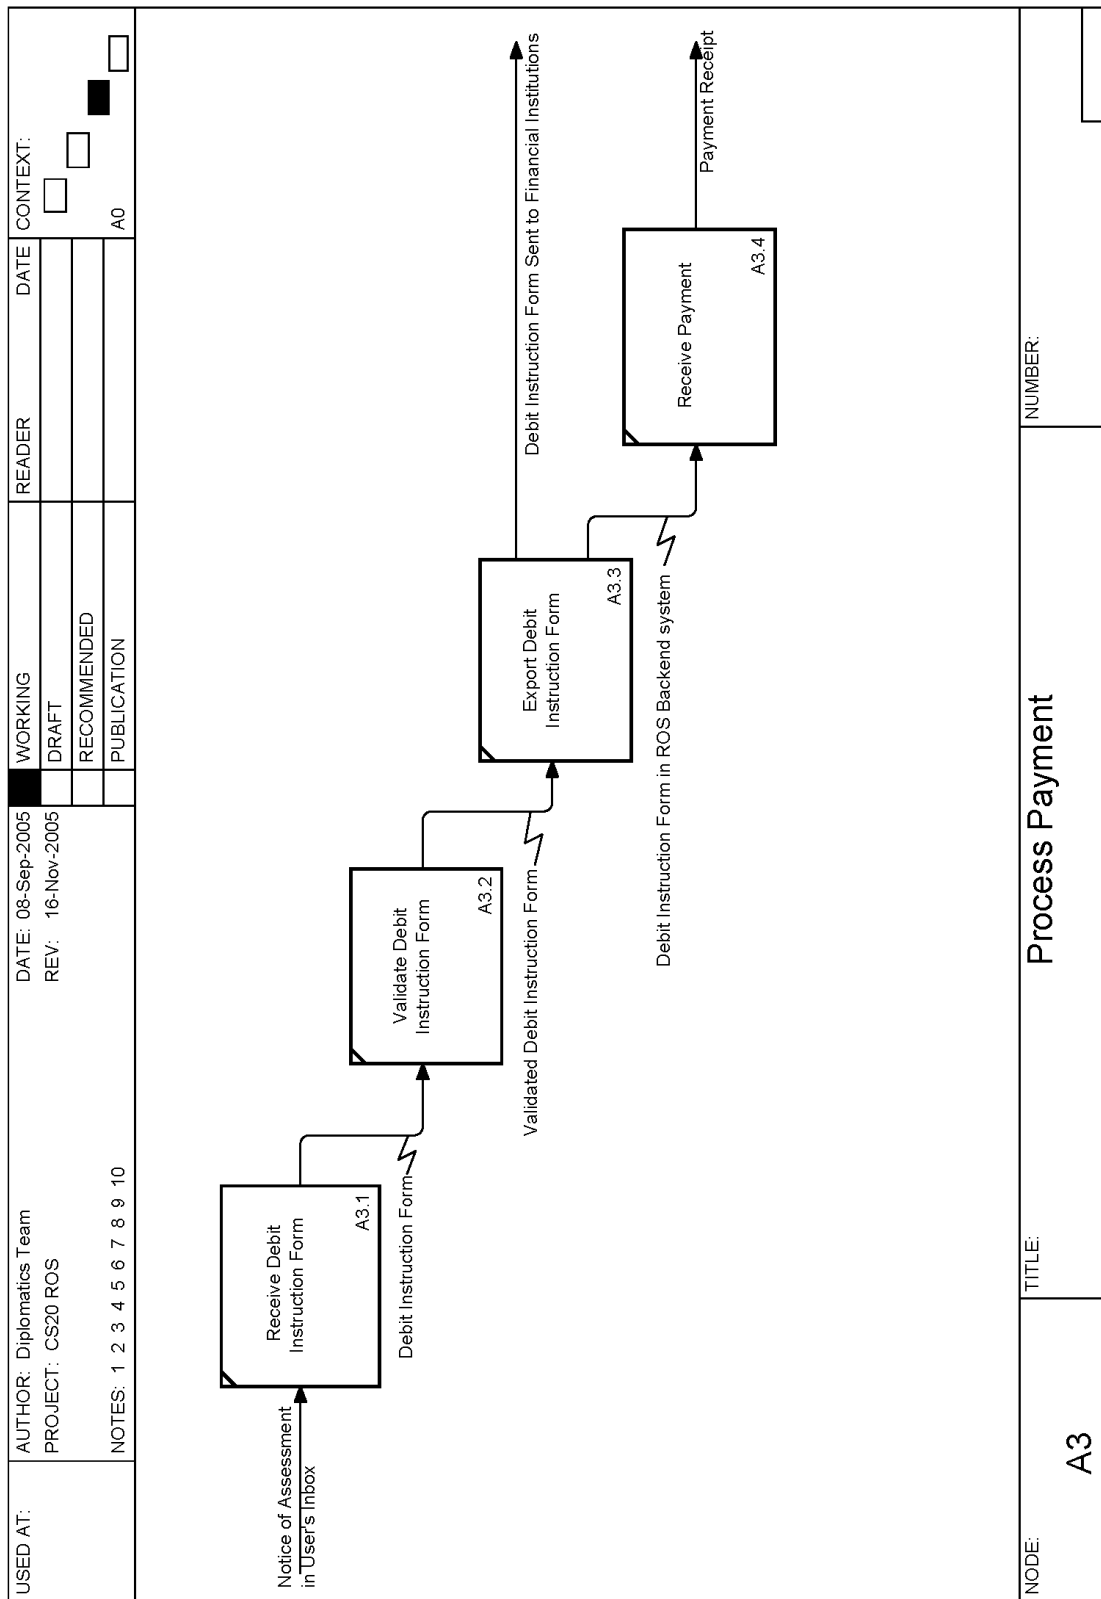 USED AT:
AUTHOR: Diplomatics Team
PROJECT: CS20 ROS
NOTES: 1 2 3 4 5 6 7 8 9 10
DATE: 08-Sep-2005
REV: 16-Nov-2005
WORKING
DRAFT
RECOMMENDED
PUBLICATION
READER
DATE
CONTEXT:
A0
Notice of Assessment
in User's Inbox
Receive Debit
Instruction Form
A3.1
Debit Instruction Form
Validate Debit
Instruction Form
A3.2
Validated Debit Instruction Form
Export Debit
Instruction Form
A3.3
Debit Instruction Form Sent to Financial Institutions
Debit Instruction Form in ROS Backend system
Receive Payment
A3.4
Payment Receipt
NODE:
A3
TITLE:
Process Payment
NUMBER: